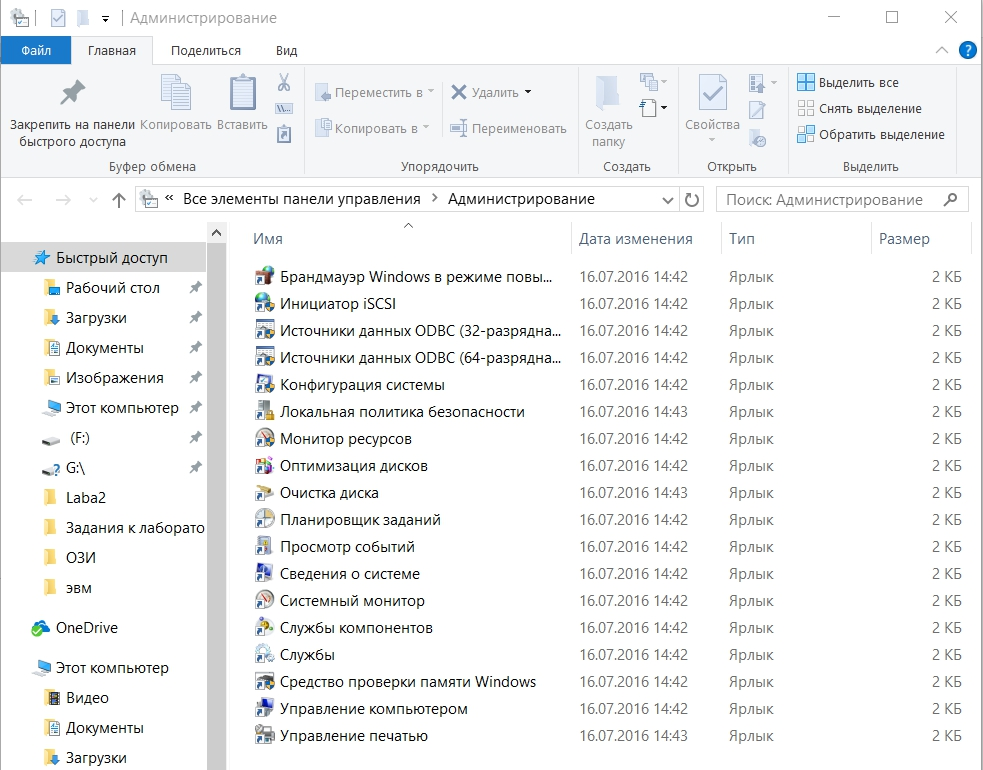 Администрирование
Файл Главная Поделиться Вид
Закрепить на панели быстрого доступа
Копировать
Вставить
Буфер обмена
Переместить в
Копировать в
Удалить
Переименовать
Упорядочить
Создать папку
Создать
Свойства
Открыть
Выделить все
Снять выделение
Обратить выделение
Выделить
« Все элементы панели управления > Администрирование
Поиск: Администрирование
Быстрый доступ
Рабочий стол
Загрузки
Документы
Изображения
Этот компьютер
(F:)
G:\
Laba2
Задания к лаборато
ОЗИ
эвм
OneDrive
Этот компьютер
Видео
Документы
Загрузки
Имя Дата изменения Тип Размер
Брандмауэр Windows в режиме повы... 16.07.2016 14:42 Ярлык 2 КБ
Инициатор iSCSI 16.07.2016 14:42 Ярлык 2 КБ
Источники данных ODBC (32-разрядна... 16.07.2016 14:42 Ярлык 2 КБ
Источники данных ODBC (64-разрядна... 16.07.2016 14:42 Ярлык 2 КБ
Конфигурация системы 16.07.2016 14:42 Ярлык 2 КБ
Локальная политика безопасности 16.07.2016 14:43 Ярлык 2 КБ
Монитор ресурсов 16.07.2016 14:42 Ярлык 2 КБ
Оптимизация дисков 16.07.2016 14:42 Ярлык 2 КБ
Очистка диска 16.07.2016 14:43 Ярлык 2 КБ
Планировщик заданий 16.07.2016 14:42 Ярлык 2 КБ
Просмотр событий 16.07.2016 14:42 Ярлык 2 КБ
Сведения о системе 16.07.2016 14:42 Ярлык 2 КБ
Системный монитор 16.07.2016 14:42 Ярлык 2 КБ
Службы компонентов 16.07.2016 14:42 Ярлык 2 КБ
Службы 16.07.2016 14:42 Ярлык 2 КБ
Средство проверки памяти Windows 16.07.2016 14:42 Ярлык 2 КБ
Управление компьютером 16.07.2016 14:42 Ярлык 2 КБ
Управление печатью 16.07.2016 14:43 Ярлык 2 КБ